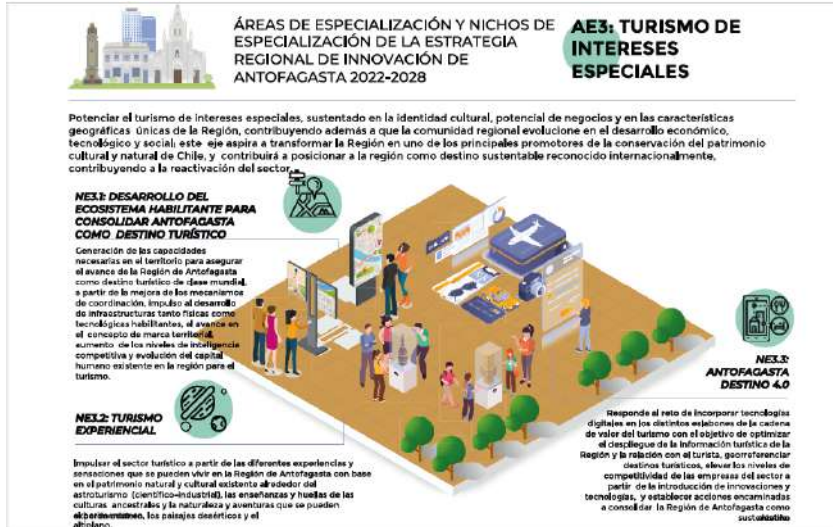 ÁREAS DE ESPECIALIZACIÓN Y NICHOS DE
ESPECIALIZACIÓN DE LA ESTRATEGIA
REGIONAL DE INNOVACIÓN DE
ANTOFAGASTA 2022-2028
AE3: TURISMO DE
INTERESES
ESPECIALES
Potenciar el turismo de intereses especiales, sustentado en la identidad cultural, potencial de negocios y en las características
geográficas únicas de la Región, contribuyendo además a que la comunidad regional evolucione en el desarrollo económico,
tecnológico y social; este eje aspira a transformar la Región en uno de los principales promotores de la conservación del patrimonio
cultural y natural de Chile, y contribuirá a posicionar a la región como destino sustentable reconocido internacionalmente,
contribuyendo a la reactivación del sector.
NE3.1: DESARROLLO DEL
ECOSISTEMA HABILITANTE PARA
CONSOLIDAR ANTOFAGASTA
COMO DESTINO TURÍSTICO
Generación de las capacidades
necesarias en el territorio para asegurar
el avance de la Región de Antofagasta
como destino turístico de clase mundial,
a partir de la mejora de los mecanismos
de coordinación, impulso al desarrollo
de infraestructuras tanto físicas como
tecnológicas habilitantes, el avance en
el concepto de marca territorial,
aumento de los niveles de inteligencia
competitiva y evolución del capital
humano existente en la región para el
turismo.
NE3.2: TURISMO
EXPERIENCIAL
Impulsar el sector turístico a partir de las diferentes experiencias y
sensaciones que se pueden vivir en la Región de Antofagasta con base
en el patrimonio natural y cultural existente alrededor del
astroturismo (científico-industrial), las enseñanzas y huellas de las
culturas ancestrales y la naturaleza y aventuras que se pueden
los paisajes desérticos y el
altiplano.
NE3.3:
ANTOFAGASTA
DESTINO 4.0
Responde al reto de incorporar tecnologías
digitales en los distintos eslabones de la cadena
de valor del turismo con el objetivo de optimizar
el despliegue de la información turística de la
Región y la relación con el turista, georreferenciar
destinos turísticos, elevar los niveles de
competitividad de las empresas del sector a
partir de la introducción de innovaciones y
tecnologías, y establecer acciones encaminadas
a consolidar la Región de Antofagasta como